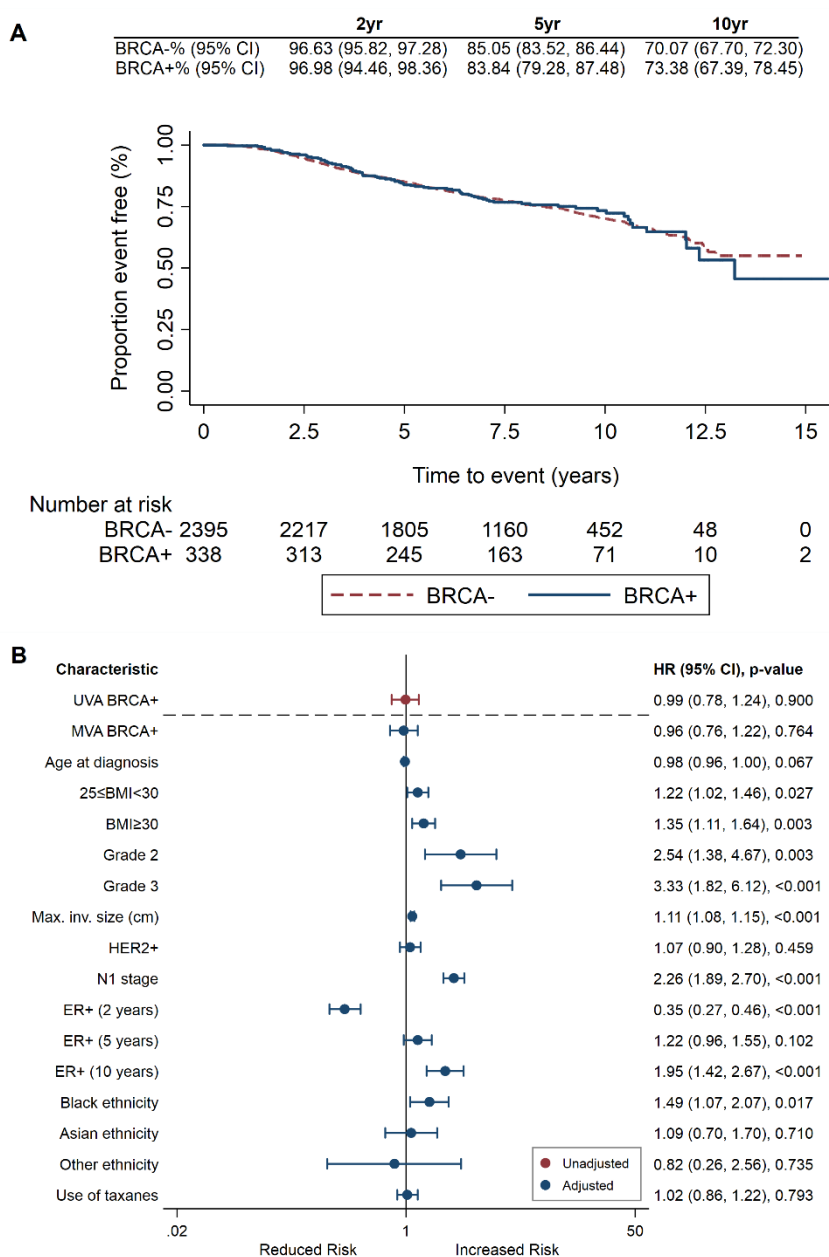 A
2yr 5yr 10yr
BRCA-% (95% CI) 96.63 (95.82, 97.28) 85.05 (83.52, 86.44) 70.07 (67.70, 72.30)
BRCA+% (95% CI) 96.98 (94.46, 98.36) 83.84 (79.28, 87.48) 73.38 (67.39, 78.45)
Proportion event free (%)
1.00
0.75
0.50
0.25
0.00
0 2.5 5 7.5 10 12.5 15
Time to event (years)
Number at risk
BRCA- 2395 2217 1805 1160 452 48 0
BRCA+ 338 313 245 163 71 10 2
BRCA- BRCA+
B
Characteristic HR (95% CI), p-value
UVA BRCA+ 0.99 (0.78, 1.24), 0.900
MVA BRCA+ 0.96 (0.76, 1.22), 0.764
Age at diagnosis 0.98 (0.96, 1.00), 0.067
25≤BMI<30 1.22 (1.02, 1.46), 0.027
BMI≥30 1.35 (1.11, 1.64), 0.003
Grade 2 2.54 (1.38, 4.67), 0.003
Grade 3 3.33 (1.82, 6.12), <0.001
Max. inv. size (cm) 1.11 (1.08, 1.15), <0.001
HER2+ 1.07 (0.90, 1.28), 0.459
N1 stage 2.26 (1.89, 2.70), <0.001
ER+ (2 years) 0.35 (0.27, 0.46), <0.001
ER+ (5 years) 1.22 (0.96, 1.55), 0.102
ER+ (10 years) 1.95 (1.42, 2.67), <0.001
Black ethnicity 1.49 (1.07, 2.07), 0.017
Asian ethnicity 1.09 (0.70, 1.70), 0.710
Other ethnicity 0.82 (0.26, 2.56), 0.735
Use of taxanes 1.02 (0.86, 1.22), 0.793
Unadjusted
Adjusted
.02 1 50
Reduced Risk Increased Risk